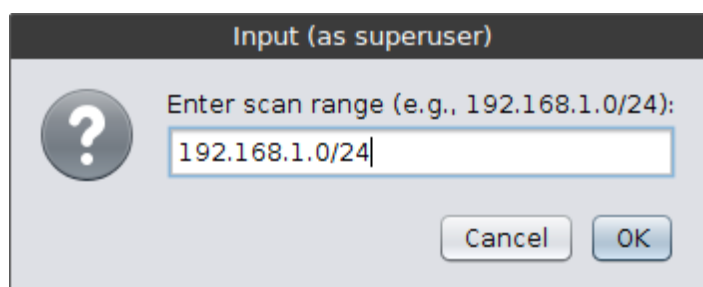 Input (as superuser)
Enter scan range (e.g., 192.168.1.0/24):
192.168.1.0/24
Cancel OK